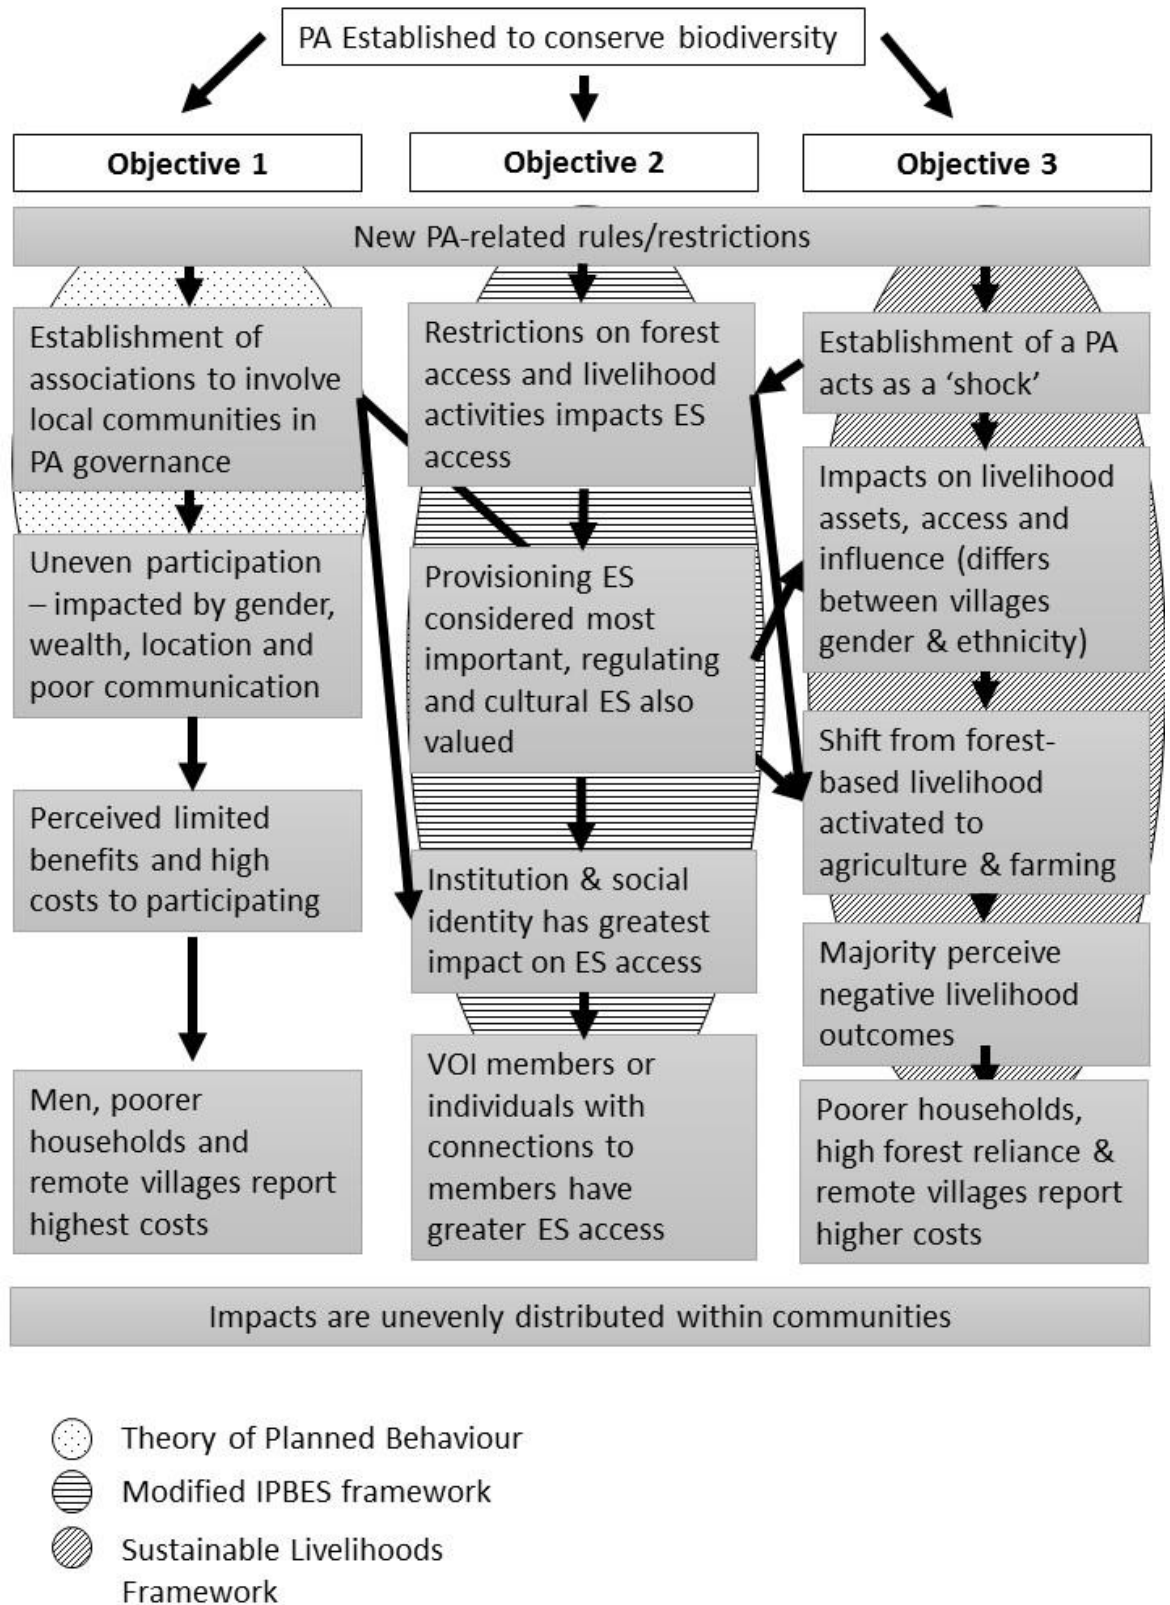 PA Established to conserve biodiversity
Objective 1
Objective 2
Objective 3
New PA-related rules/restrictions
Establishment of
associations to involve
local communities in
PA governance
Uneven participation
– impacted by gender,
wealth, location and
poor communication
Perceived limited
benefits and high
costs to participating
Men, poorer
households and
remote villages report
highest costs
Restrictions on forest
access and livelihood
activities impacts ES
access
Provisioning ES
considered most
important, regulating
and cultural ES also
valued
Institution & social
identity has greatest
impact on ES access
VOI members or
individuals with
connections to
members have
greater ES access
Establishment of a PA
acts as a ‘shock’
Impacts on livelihood
assets, access and
influence (differs
between villages
gender & ethnicity)
Shift from forest-
based livelihood
activated to
agriculture & farming
Majority perceive
negative livelihood
outcomes
Poorer households,
high forest reliance &
remote villages report
higher costs
Impacts are unevenly distributed within communities
Theory of Planned Behaviour
Modified IPBES framework
Sustainable Livelihoods
Framework